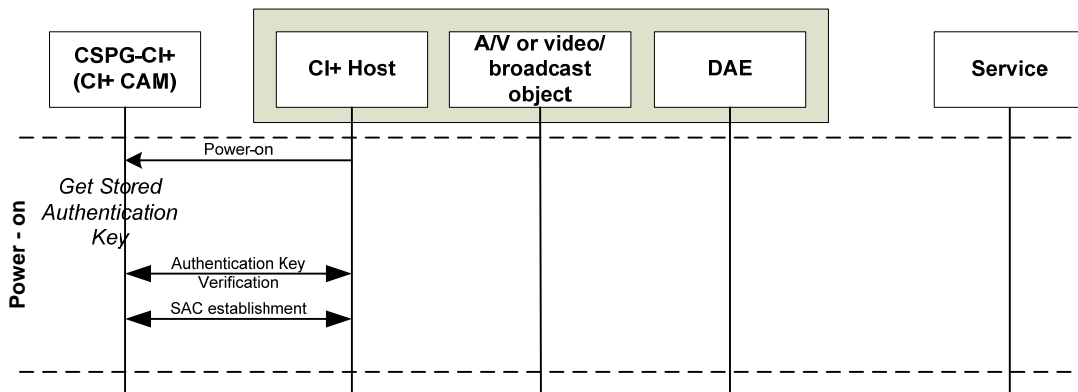 CSPG-CI+
(CI+ CAM)
CI+ Host
A/V or video/
broadcast
object
DAE
Service
Power - on
Power-on
Get Stored
Authentication
Key
Authentication Key
Verification
SAC establishment